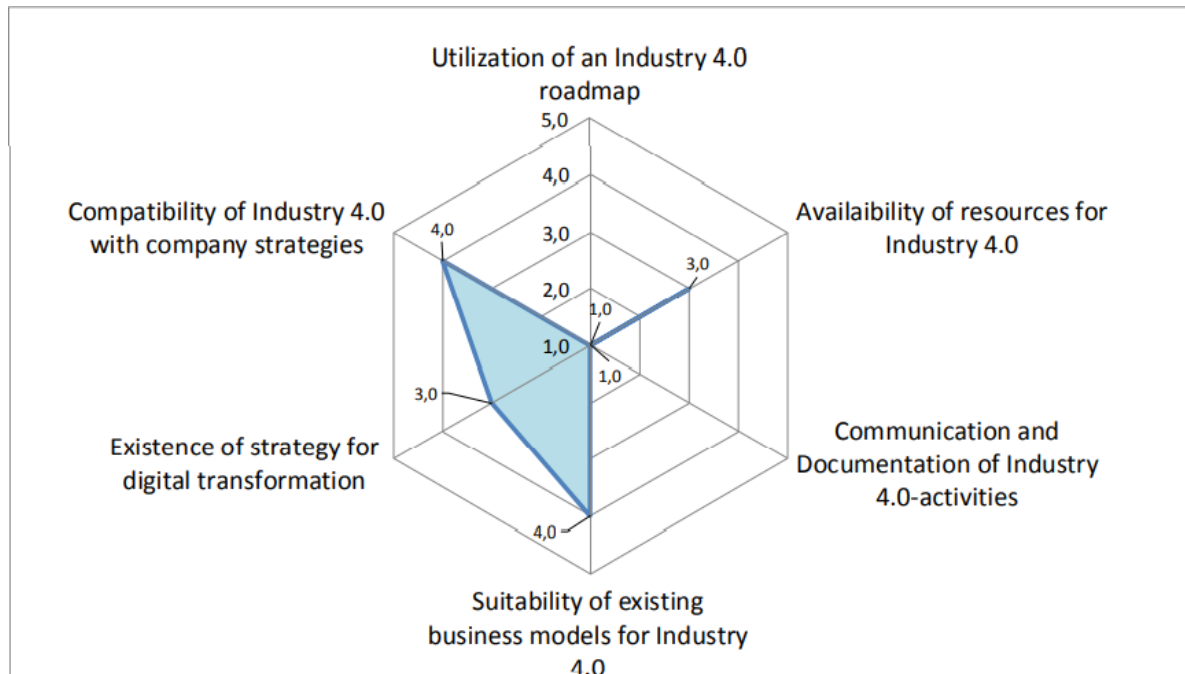 Utilization of an Industry 4.0
roadmap
5,0
4,0
3,0
2,0
1,0
Compatibility of Industry 4.0
with company strategies
4,0
Availaibility of resources for
Industry 4.0
3,0
1,0
1,0
3,0
Existence of strategy for
digital transformation
Communication and
Documentation of Industry
4.0-activities
4,0
Suitability of existing
business models for Industry
4.0